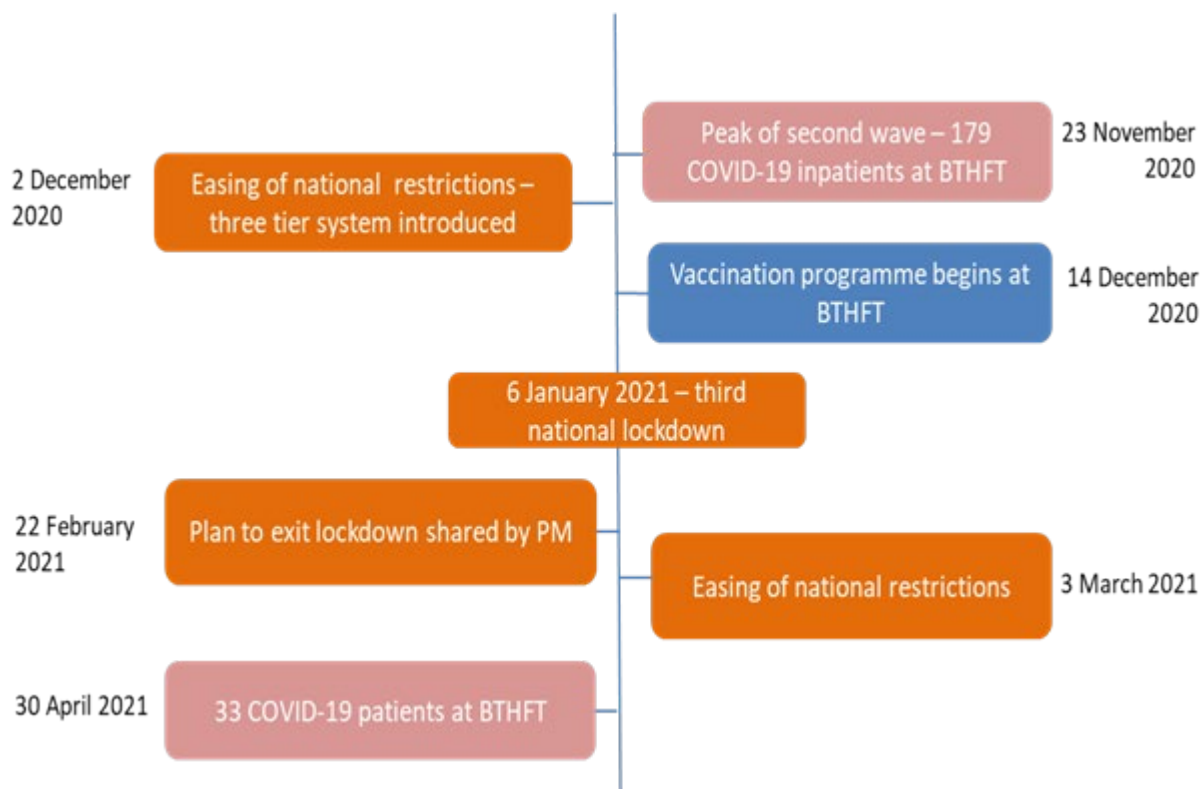 Peak of second wave – 179
COVID-19 inpatients at BTHFT
23 November
2020
2 December
2020
Easing of national restrictions –
three tier system introduced
Vaccination programme begins at
BTHFT
14 December
2020
6 January 2021 – third
national lockdown
22 February
2021
Plan to exit lockdown shared by PM
Easing of national restrictions
3 March 2021
30 April 2021
33 COVID-19 patients at BTHFT